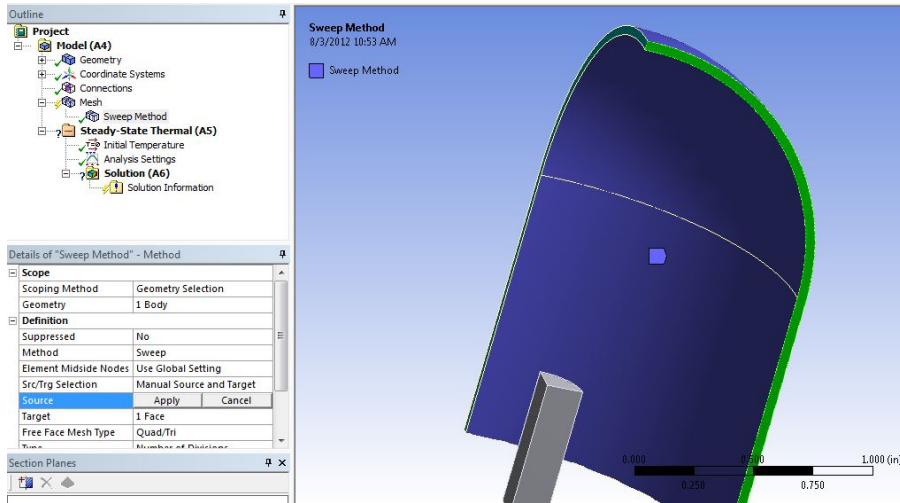 Outline
Project
Model (A4)
Geometry
Coordinate Systems
Connections
Mesh
Sweep Method
Steady-State Thermal (A5)
Initial Temperature
Analysis Settings
Solution (A6)
Solution Information
Details of "Sweep Method" - Method
Scope
Scoping Method Geometry Selection
Geometry 1 Body
Definition
Suppressed No
Method Sweep
Element Midside Nodes Use Global Setting
Src/Trg Selection Manual Source and Target
Source Apply Cancel
Target 1 Face
Free Face Mesh Type Quad/Tri
Type Number of Divisions
Section Planes
Sweep Method
8/3/2012 10:53 AM
Sweep Method
0.000 0.500 1.000 (in)
0.250 0.750